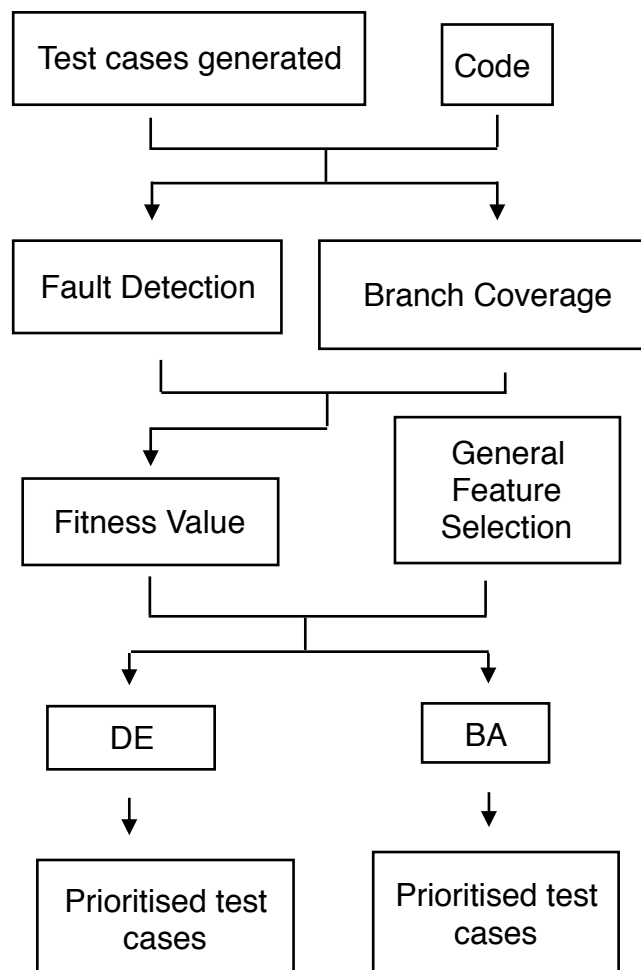 Test cases generated
Code
Fault Detection
Branch Coverage
General
Feature
Selection
Fitness Value
DE
BA
Prioritised test
cases
Prioritised test
cases